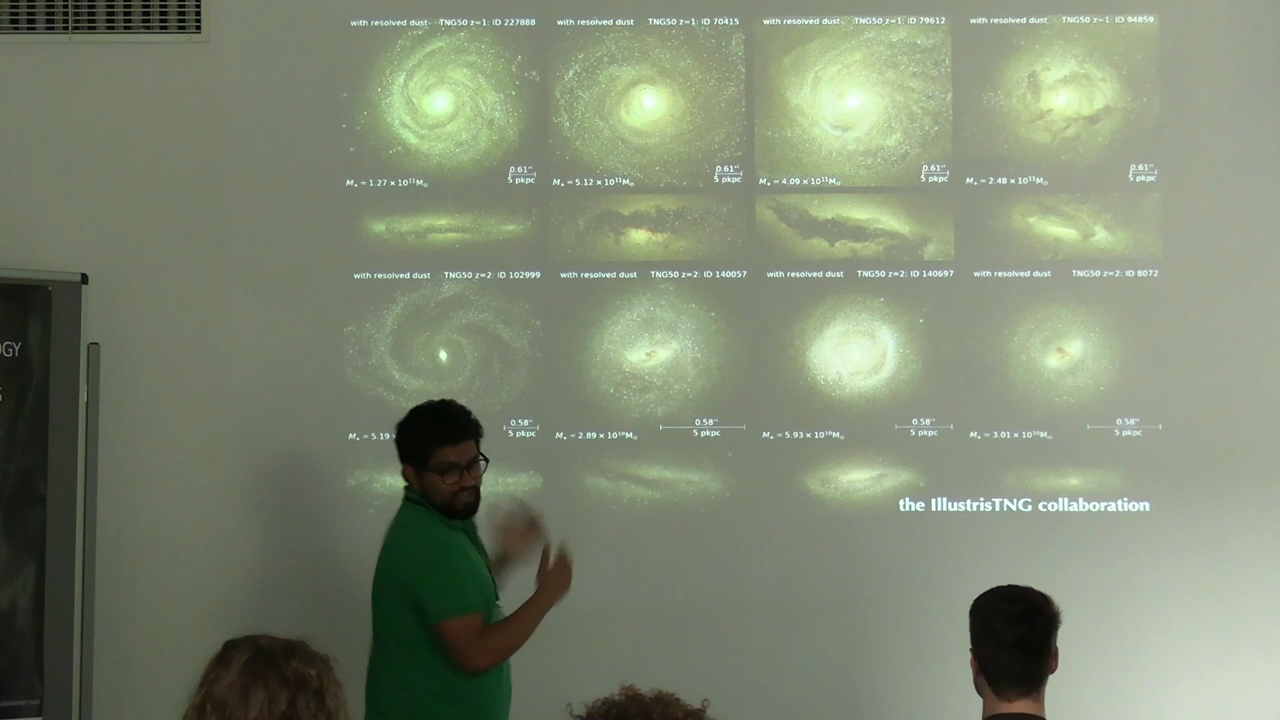 with resolved dust TNG50 z=1: ID 227888
with resolved dust TNG50 z=1: ID 70415
with resolved dust TNG50 z=1: ID 79612
with resolved dust TNG50 z=1: ID 94859
0.61"
5 pkpc
M⋆ = 1.27 × 10¹¹M☉
0.61"
5 pkpc
M⋆ = 5.12 × 10¹¹M☉
0.61"
5 pkpc
M⋆ = 4.09 × 10¹¹M☉
0.61"
5 pkpc
M⋆ = 2.48 × 10¹¹M☉
with resolved dust TNG50 z=2: ID 102999
with resolved dust TNG50 z=2: ID 140057
with resolved dust TNG50 z=2: ID 140697
with resolved dust TNG50 z=2: ID 8072
0.58"
5 pkpc
M⋆ = 5.19
0.58"
5 pkpc
M⋆ = 2.89 × 10¹⁰M☉
0.58"
5 pkpc
M⋆ = 5.93 × 10¹⁰M☉
0.58"
5 pkpc
M⋆ = 3.01 × 10¹⁰M☉
the IllustrisTNG collaboration
OGY
S